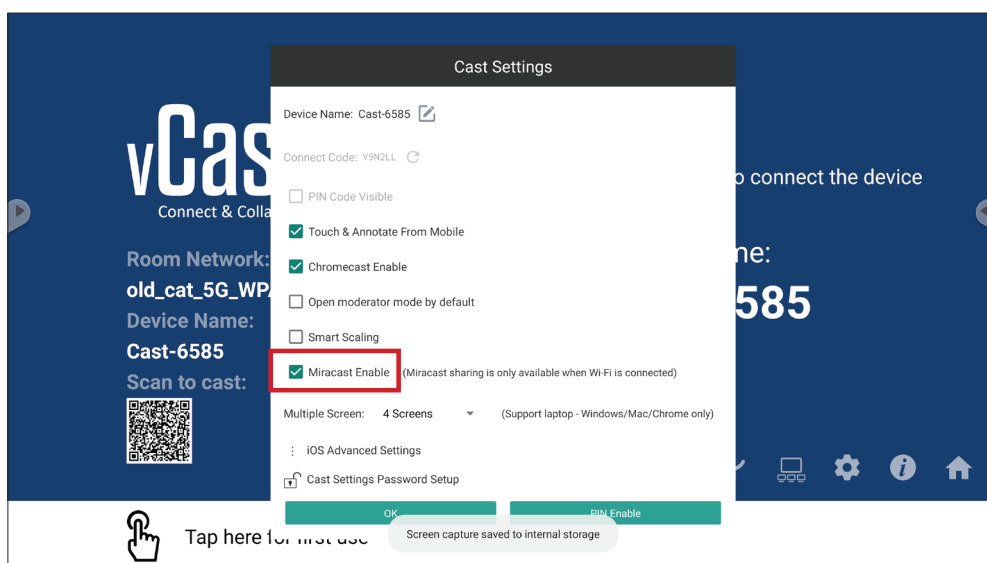 Cast Settings
Device Name: Cast-6585
Connect Code: V9N2LL
PIN Code Visible
Touch & Annotate From Mobile
Chromecast Enable
Open moderator mode by default
Smart Scaling
Miracast Enable (Miracast sharing is only available when Wi-Fi is connected)
Multiple Screen: 4 Screens (Support laptop - Windows/Mac/Chrome only)
iOS Advanced Settings
Cast Settings Password Setup
OK PIN Enable
Screen capture saved to internal storage
vCas
Connect & Colla
Room Network:
old_cat_5G_WPA
Device Name:
Cast-6585
Scan to cast:
o connect the device
ne:
585
Tap here for first use